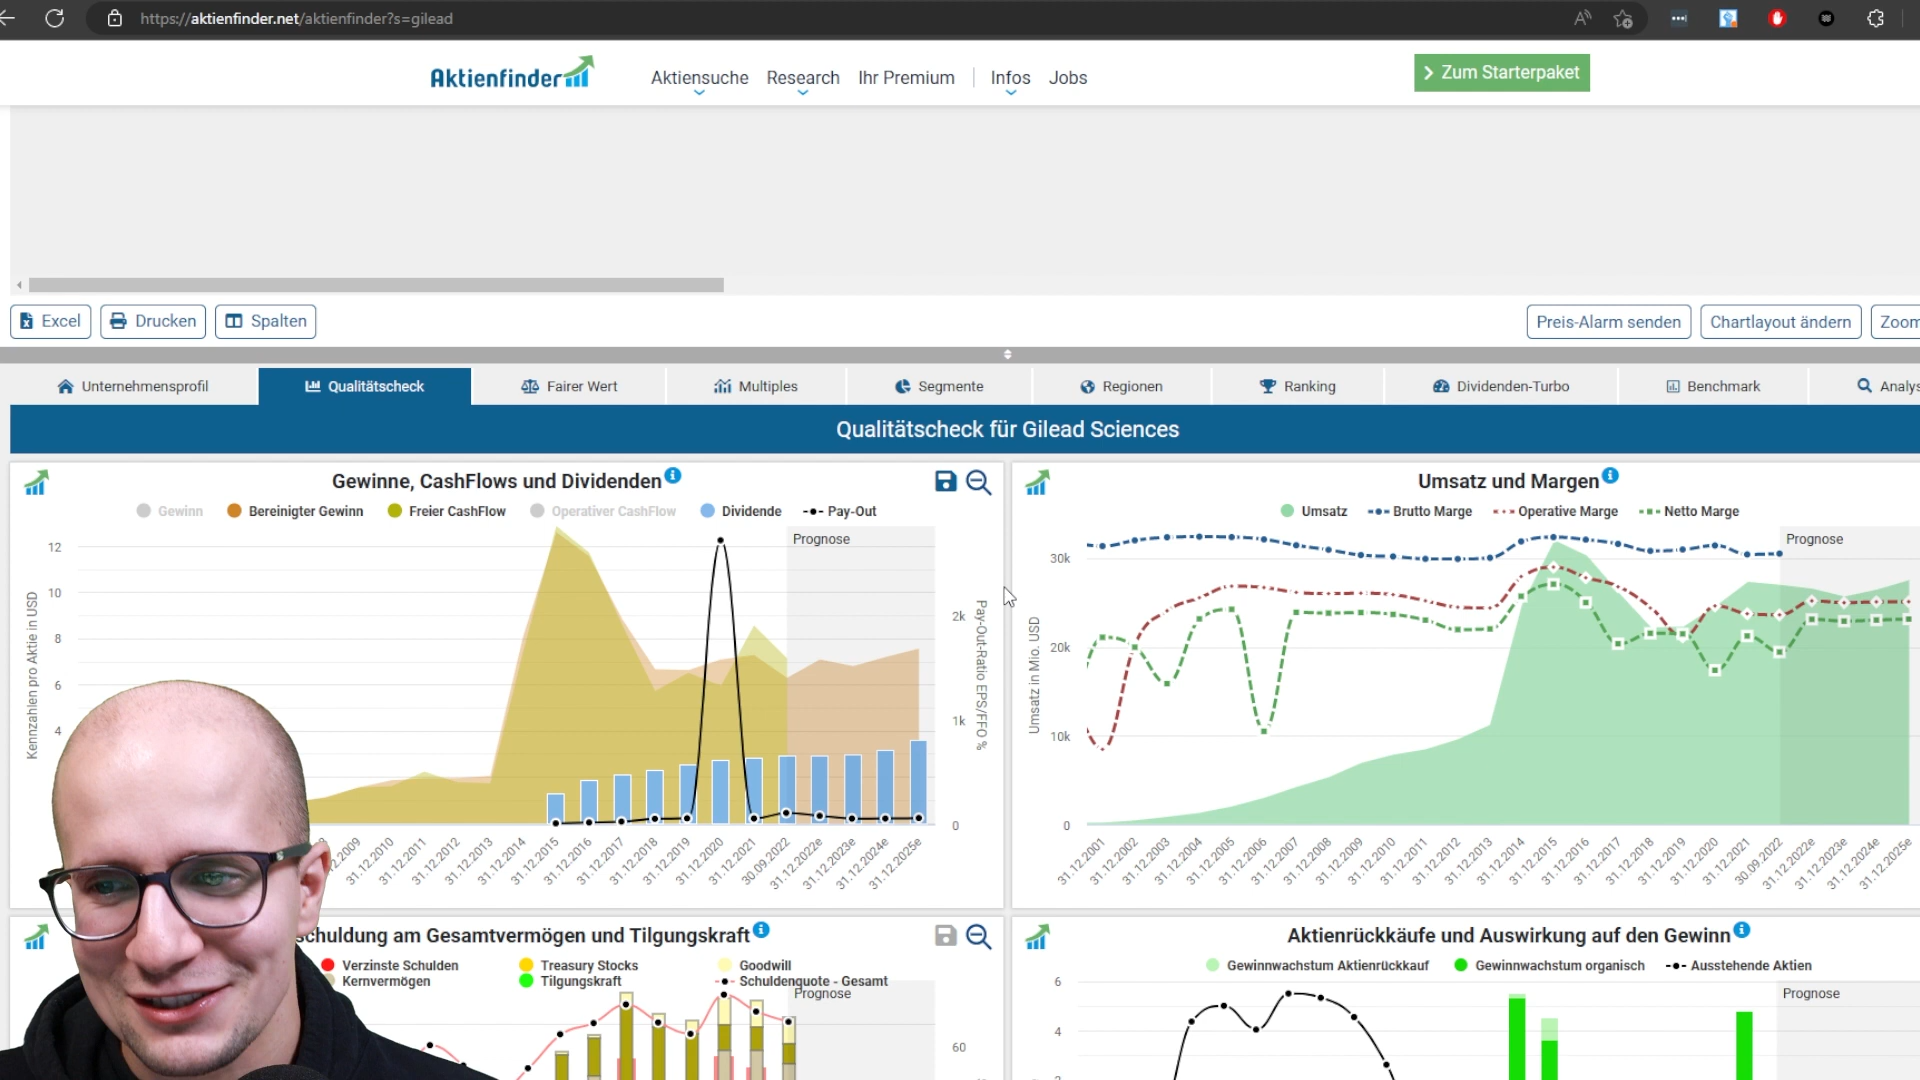 https://aktienfinder.net/aktienfinder?s=gilead
Aktienfinder
Aktiensuche Research Ihr Premium Infos Jobs
Zum Starterpaket
Excel Drucken Spalten
Preis-Alarm senden Chartlayout ändern Zoom
Unternehmensprofil Qualitätscheck Fairer Wert Multiples Segmente Regionen Ranking Dividenden-Turbo Benchmark Analys
Qualitätscheck für Gilead Sciences
Gewinne, CashFlows und Dividenden
Gewinn Bereinigter Gewinn Freier CashFlow Operativer CashFlow Dividende Pay-Out
Prognose
12
10
8
6
4
Kennzahlen pro Aktie in USD
2k
1k
0
Pay-Out-Ratio EPS/FFO %
2.2009 31.12.2010 31.12.2011 31.12.2012 31.12.2013 31.12.2014 31.12.2015 31.12.2016 31.12.2017 31.12.2018 31.12.2019 31.12.2020 31.12.2021 30.09.2022 31.12.2022e 31.12.2023e 31.12.2024e 31.12.2025e
Umsatz und Margen
Umsatz Brutto Marge Operative Marge Netto Marge
Prognose
30k
20k
10k
0
Umsatz in Mio. USD
31.12.2001 31.12.2002 31.12.2003 31.12.2004 31.12.2005 31.12.2006 31.12.2007 31.12.2008 31.12.2009 31.12.2010 31.12.2011 31.12.2012 31.12.2013 31.12.2014 31.12.2015 31.12.2016 31.12.2017 31.12.2018 31.12.2019 31.12.2020 31.12.2021 30.09.2022 31.12.2022e 31.12.2023e 31.12.2024e 31.12.2025e
schuldung am Gesamtvermögen und Tilgungskraft
Verzinste Schulden Treasury Stocks Goodwill
Kernvermögen Tilgungskraft Schuldenquote - Gesamt
Prognose
60
Aktienrückkäufe und Auswirkung auf den Gewinn
Gewinnwachstum Aktienrückkauf Gewinnwachstum organisch Ausstehende Aktien
Prognose
6
4